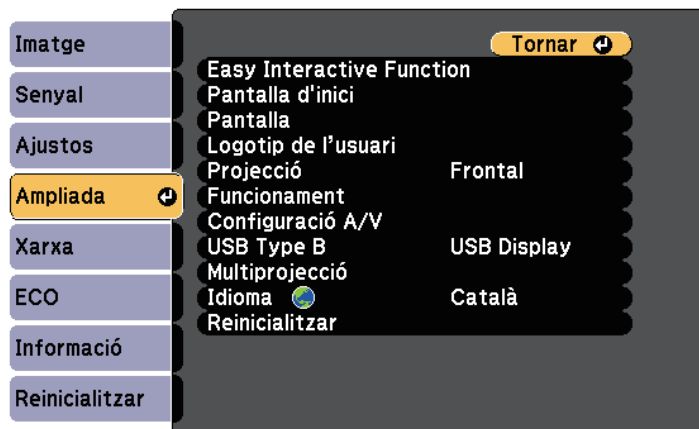 Imatge
Senyal
Ajustos
Ampliada
Xarxa
ECO
Informació
Reinicialitzar
Tornar
Easy Interactive Function
Pantalla d'inici
Pantalla
Logotip de l’usuari
Projecció Frontal
Funcionament
Configuració A/V
USB Type B USB Display
Multiprojecció
Idioma Català
Reinicialitzar